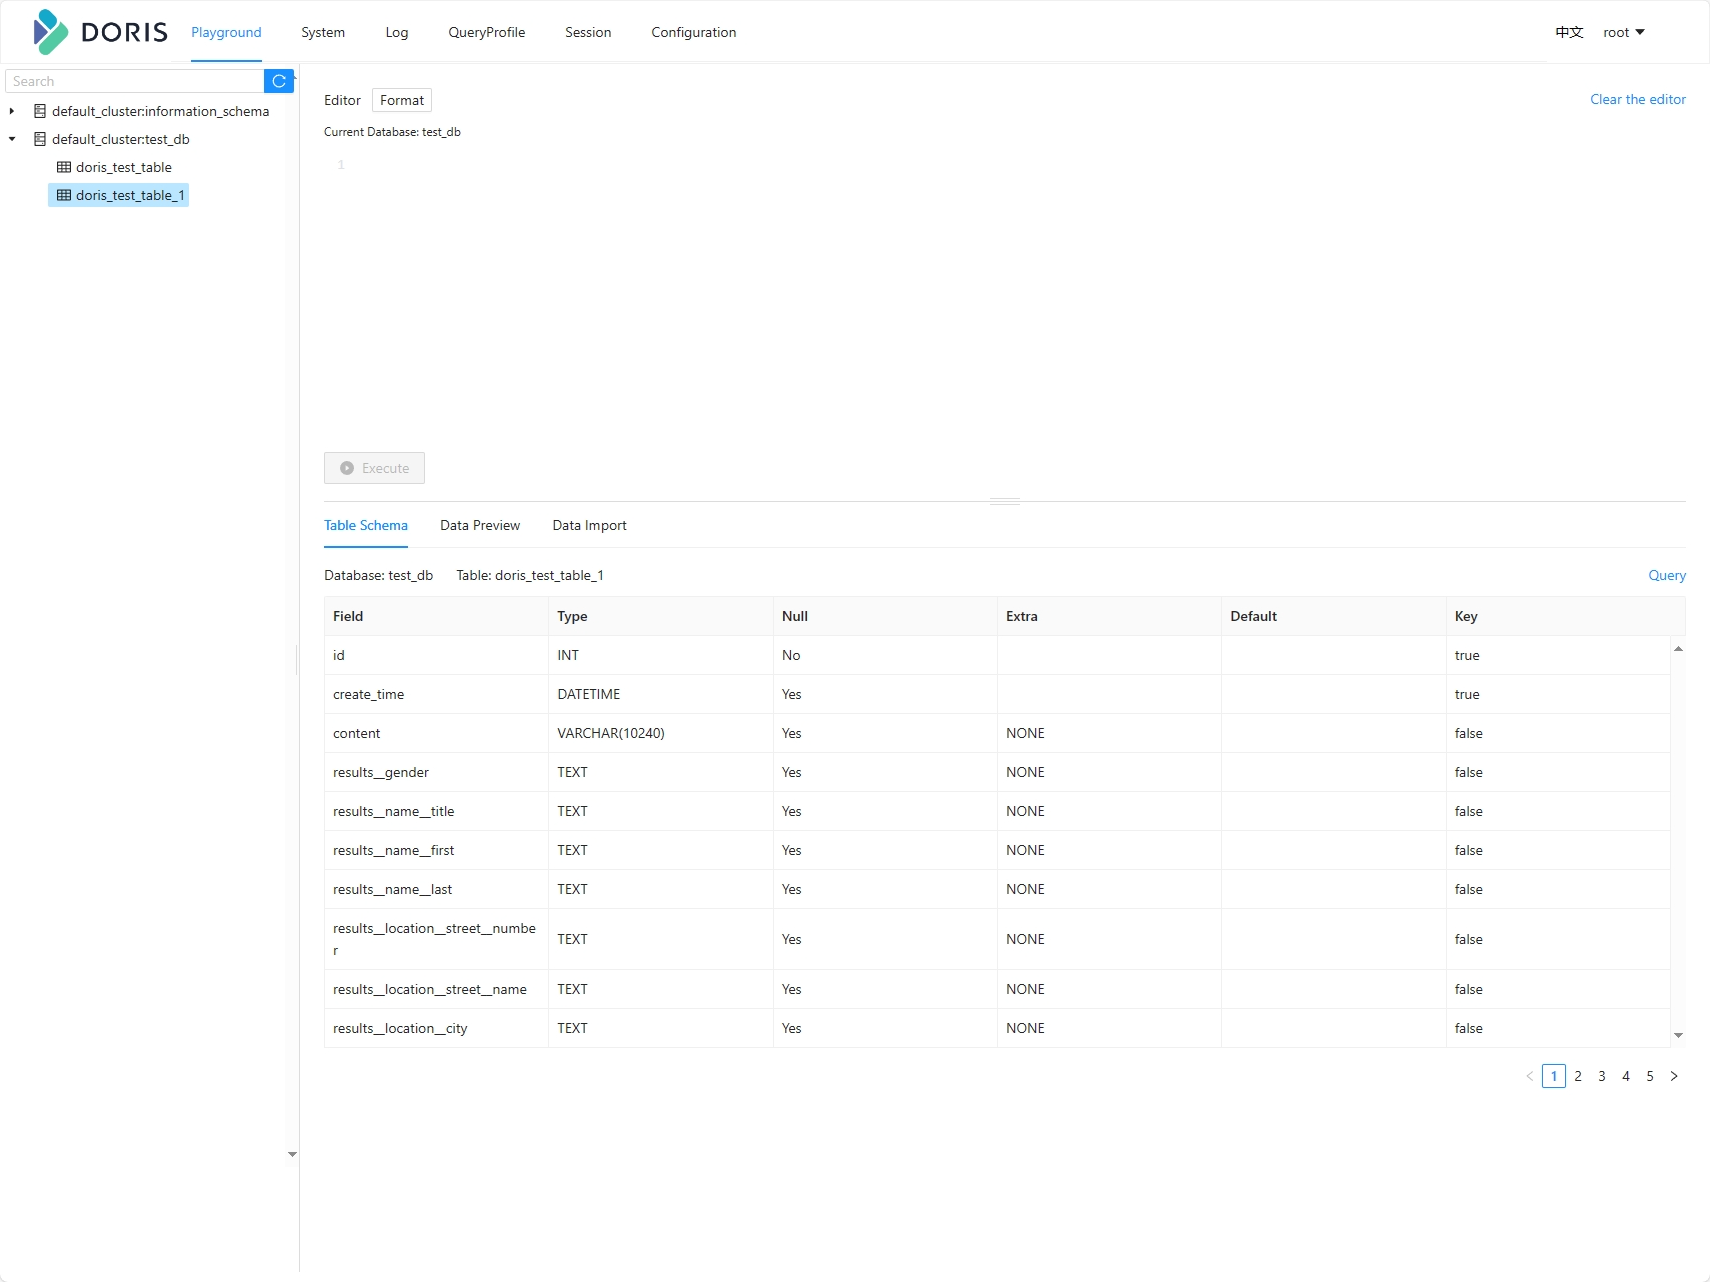 DORIS Playground System Log QueryProfile Session Configuration 中文 root
Search
default_cluster:information_schema
default_cluster:test_db
doris_test_table
doris_test_table_1
Editor Format Clear the editor
Current Database: test_db
1
Execute
Table Schema Data Preview Data Import
Database: test_db Table: doris_test_table_1 Query
Field Type Null Extra Default Key
id INT No true
create_time DATETIME Yes true
content VARCHAR(10240) Yes NONE false
results__gender TEXT Yes NONE false
results__name__title TEXT Yes NONE false
results__name__first TEXT Yes NONE false
results__name__last TEXT Yes NONE false
results__location__street__numbe
r TEXT Yes NONE false
results__location__street__name TEXT Yes NONE false
results__location__city TEXT Yes NONE false
< 1 2 3 4 5 >